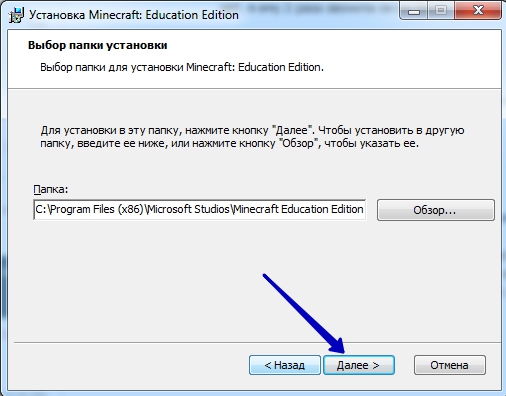 Установка Minecraft: Education Edition
Выбор папки установки
Выбор папки для установки Minecraft: Education Edition.
Для установки в эту папку, нажмите кнопку "Далее". Чтобы установить в другую
папку, введите ее ниже, или нажмите кнопку "Обзор", чтобы указать ее.
Папка:
C:\Program Files (x86)\Microsoft Studios\Minecraft Education Edition
Обзор...
< Назад
Далее >
Отмена